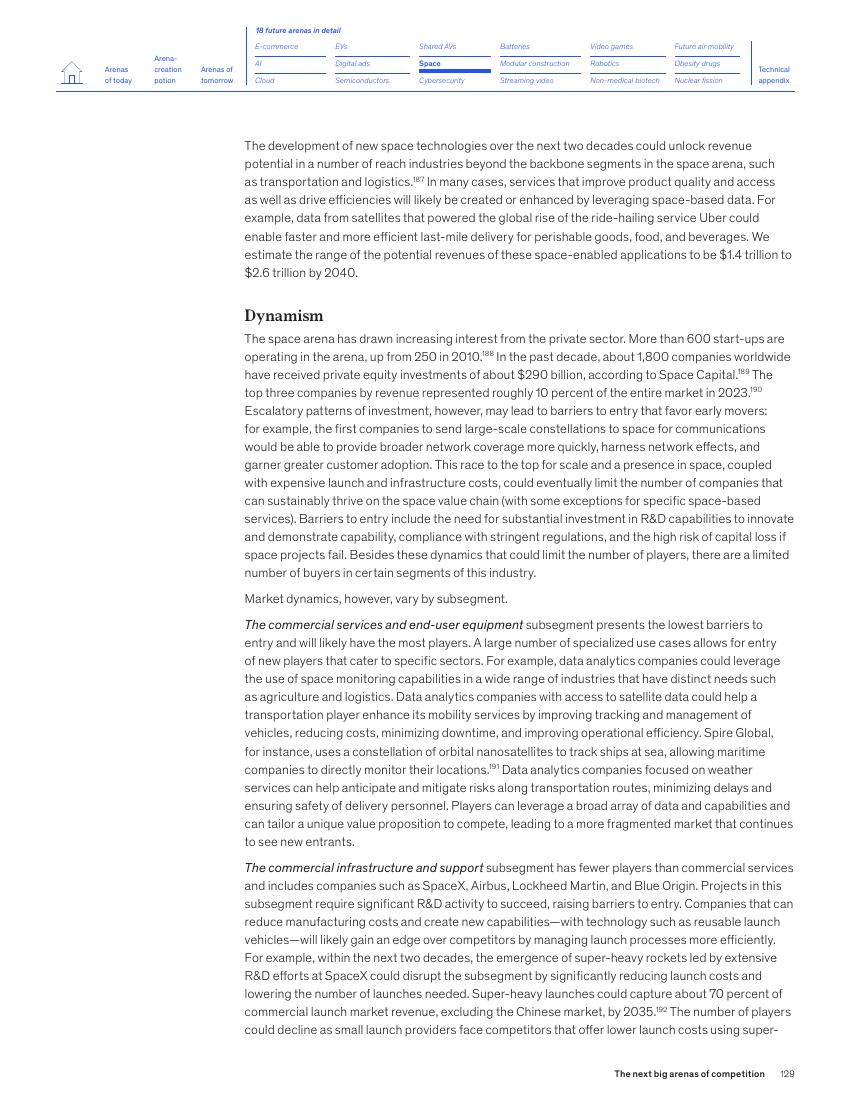 18 future arenas in detail
Arenas
of today
Arena-
creation
potion
Arenas of
tomorrow
E-commerce
EVs
Shared AVs
Batteries
Video games
Future air mobility
AI
Digital ads
Space
Modular construction
Robotics
Obesity drugs
Cloud
Semiconductors
Cybersecurity
Streaming video
Non-medical biotech
Nuclear fission
Technical
appendix
The development of new space technologies over the next two decades could unlock revenue
potential in a number of reach industries beyond the backbone segments in the space arena, such
as transportation and logistics.187 In many cases, services that improve product quality and access
as well as drive efficiencies will likely be created or enhanced by leveraging space-based data. For
example, data from satellites that powered the global rise of the ride-hailing service Uber could
enable faster and more efficient last-mile delivery for perishable goods, food, and beverages. We
estimate the range of the potential revenues of these space-enabled applications to be $1.4 trillion to
$2.6 trillion by 2040.
Dynamism
The space arena has drawn increasing interest from the private sector. More than 600 start-ups are
operating in the arena, up from 250 in 2010.188 In the past decade, about 1,800 companies worldwide
have received private equity investments of about $290 billion, according to Space Capital.189 The
top three companies by revenue represented roughly 10 percent of the entire market in 2023.190
Escalatory patterns of investment, however, may lead to barriers to entry that favor early movers:
for example, the first companies to send large-scale constellations to space for communications
would be able to provide broader network coverage more quickly, harness network effects, and
garner greater customer adoption. This race to the top for scale and a presence in space, coupled
with expensive launch and infrastructure costs, could eventually limit the number of companies that
can sustainably thrive on the space value chain (with some exceptions for specific space-based
services). Barriers to entry include the need for substantial investment in R&D capabilities to innovate
and demonstrate capability, compliance with stringent regulations, and the high risk of capital loss if
space projects fail. Besides these dynamics that could limit the number of players, there are a limited
number of buyers in certain segments of this industry.
Market dynamics, however, vary by subsegment.
The commercial services and end-user equipment subsegment presents the lowest barriers to
entry and will likely have the most players. A large number of specialized use cases allows for entry
of new players that cater to specific sectors. For example, data analytics companies could leverage
the use of space monitoring capabilities in a wide range of industries that have distinct needs such
as agriculture and logistics. Data analytics companies with access to satellite data could help a
transportation player enhance its mobility services by improving tracking and management of
vehicles, reducing costs, minimizing downtime, and improving operational efficiency. Spire Global,
for instance, uses a constellation of orbital nanosatellites to track ships at sea, allowing maritime
companies to directly monitor their locations.191 Data analytics companies focused on weather
services can help anticipate and mitigate risks along transportation routes, minimizing delays and
ensuring safety of delivery personnel. Players can leverage a broad array of data and capabilities and
can tailor a unique value proposition to compete, leading to a more fragmented market that continues
to see new entrants.
The commercial infrastructure and support subsegment has fewer players than commercial services
and includes companies such as SpaceX, Airbus, Lockheed Martin, and Blue Origin. Projects in this
subsegment require significant R&D activity to succeed, raising barriers to entry. Companies that can
reduce manufacturing costs and create new capabilities—with technology such as reusable launch
vehicles—will likely gain an edge over competitors by managing launch processes more efficiently.
For example, within the next two decades, the emergence of super-heavy rockets led by extensive
R&D efforts at SpaceX could disrupt the subsegment by significantly reducing launch costs and
lowering the number of launches needed. Super-heavy launches could capture about 70 percent of
commercial launch market revenue, excluding the Chinese market, by 2035.192 The number of players
could decline as small launch providers face competitors that offer lower launch costs using super-
The next big arenas of competition 129